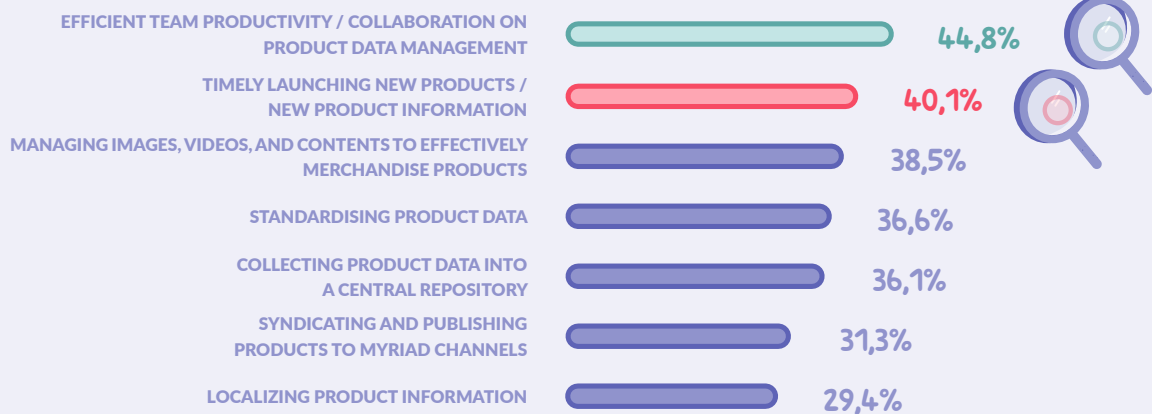 EFFICIENT TEAM PRODUCTIVITY / COLLABORATION ON
PRODUCT DATA MANAGEMENT
44,8%
TIMELY LAUNCHING NEW PRODUCTS /
NEW PRODUCT INFORMATION
40,1%
MANAGING IMAGES, VIDEOS, AND CONTENTS TO EFFECTIVELY
MERCHANDISE PRODUCTS
38,5%
STANDARDISING PRODUCT DATA
36,6%
COLLECTING PRODUCT DATA INTO
A CENTRAL REPOSITORY
36,1%
SYNDICATING AND PUBLISHING
PRODUCTS TO MYRIAD CHANNELS
31,3%
LOCALIZING PRODUCT INFORMATION
29,4%